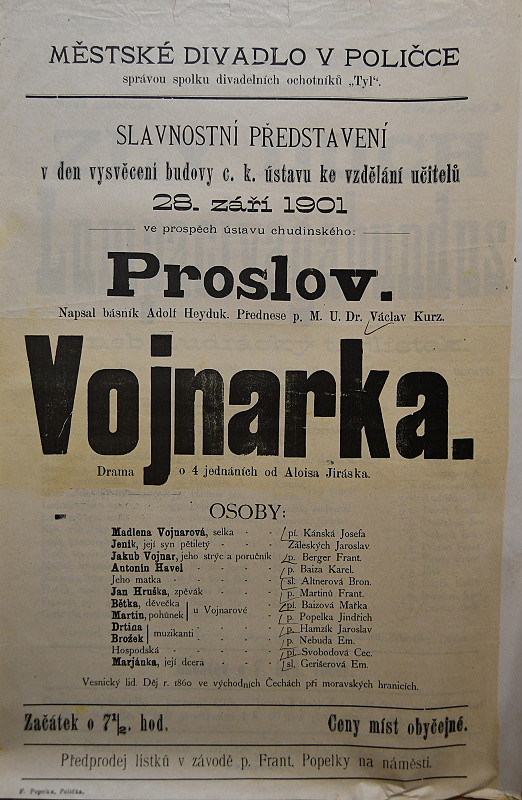 MĚSTSKÉ DIVADLO V POLIČCE
správou spolku divadelních ochotníků „Tyl“.
SLAVNOSTNÍ PŘEDSTAVENÍ
v den vysvěcení budovy c. k. ústavu ke vzdělání učitelů
28. září 1901
ve prospěch ústavu chudinského:
Proslov.
Napsal básník Adolf Heyduk. Přednese p. M. U. Dr. Václav Kurz.
Vojnarka.
Drama o 4 jednáních od Aloisa Jiráska.
OSOBY:
Madlena Vojnarová, selka - - - pí. Kánská Josefa
Jeník, její syn pětiletý - - - Záleských Jaroslav
Jakub Vojnar, jeho strýc a poručník - p. Berger Frant.
Antonín Havel - - - - p. Baiza Karel.
Jeho matka - - - - sl. Altnerová Bron.
Jan Hruška, zpěvák - - - p. Martinů Frant.
Bětka, děvečka u Vojnarové - - pí. Baizová Mařka
Martin, pohůnek - - p. Popelka Jindřich
Drtina muzikanti - - - p. Hamzík Jaroslav
Brožek - - - p. Nebuda Em.
Hospodská - - - - pí. Svobodová Cec.
Marjánka, její dcera - - - sl. Gerišerová Em.
Vesnický lid. Děj r. 1860 ve východních Čechách při moravských hranicích.
Začátek o 7½. hod. Ceny míst obyčejné.
Předprodej lístků v závodě p. Frant. Popelky na náměstí.
F. Popelka, Polička.